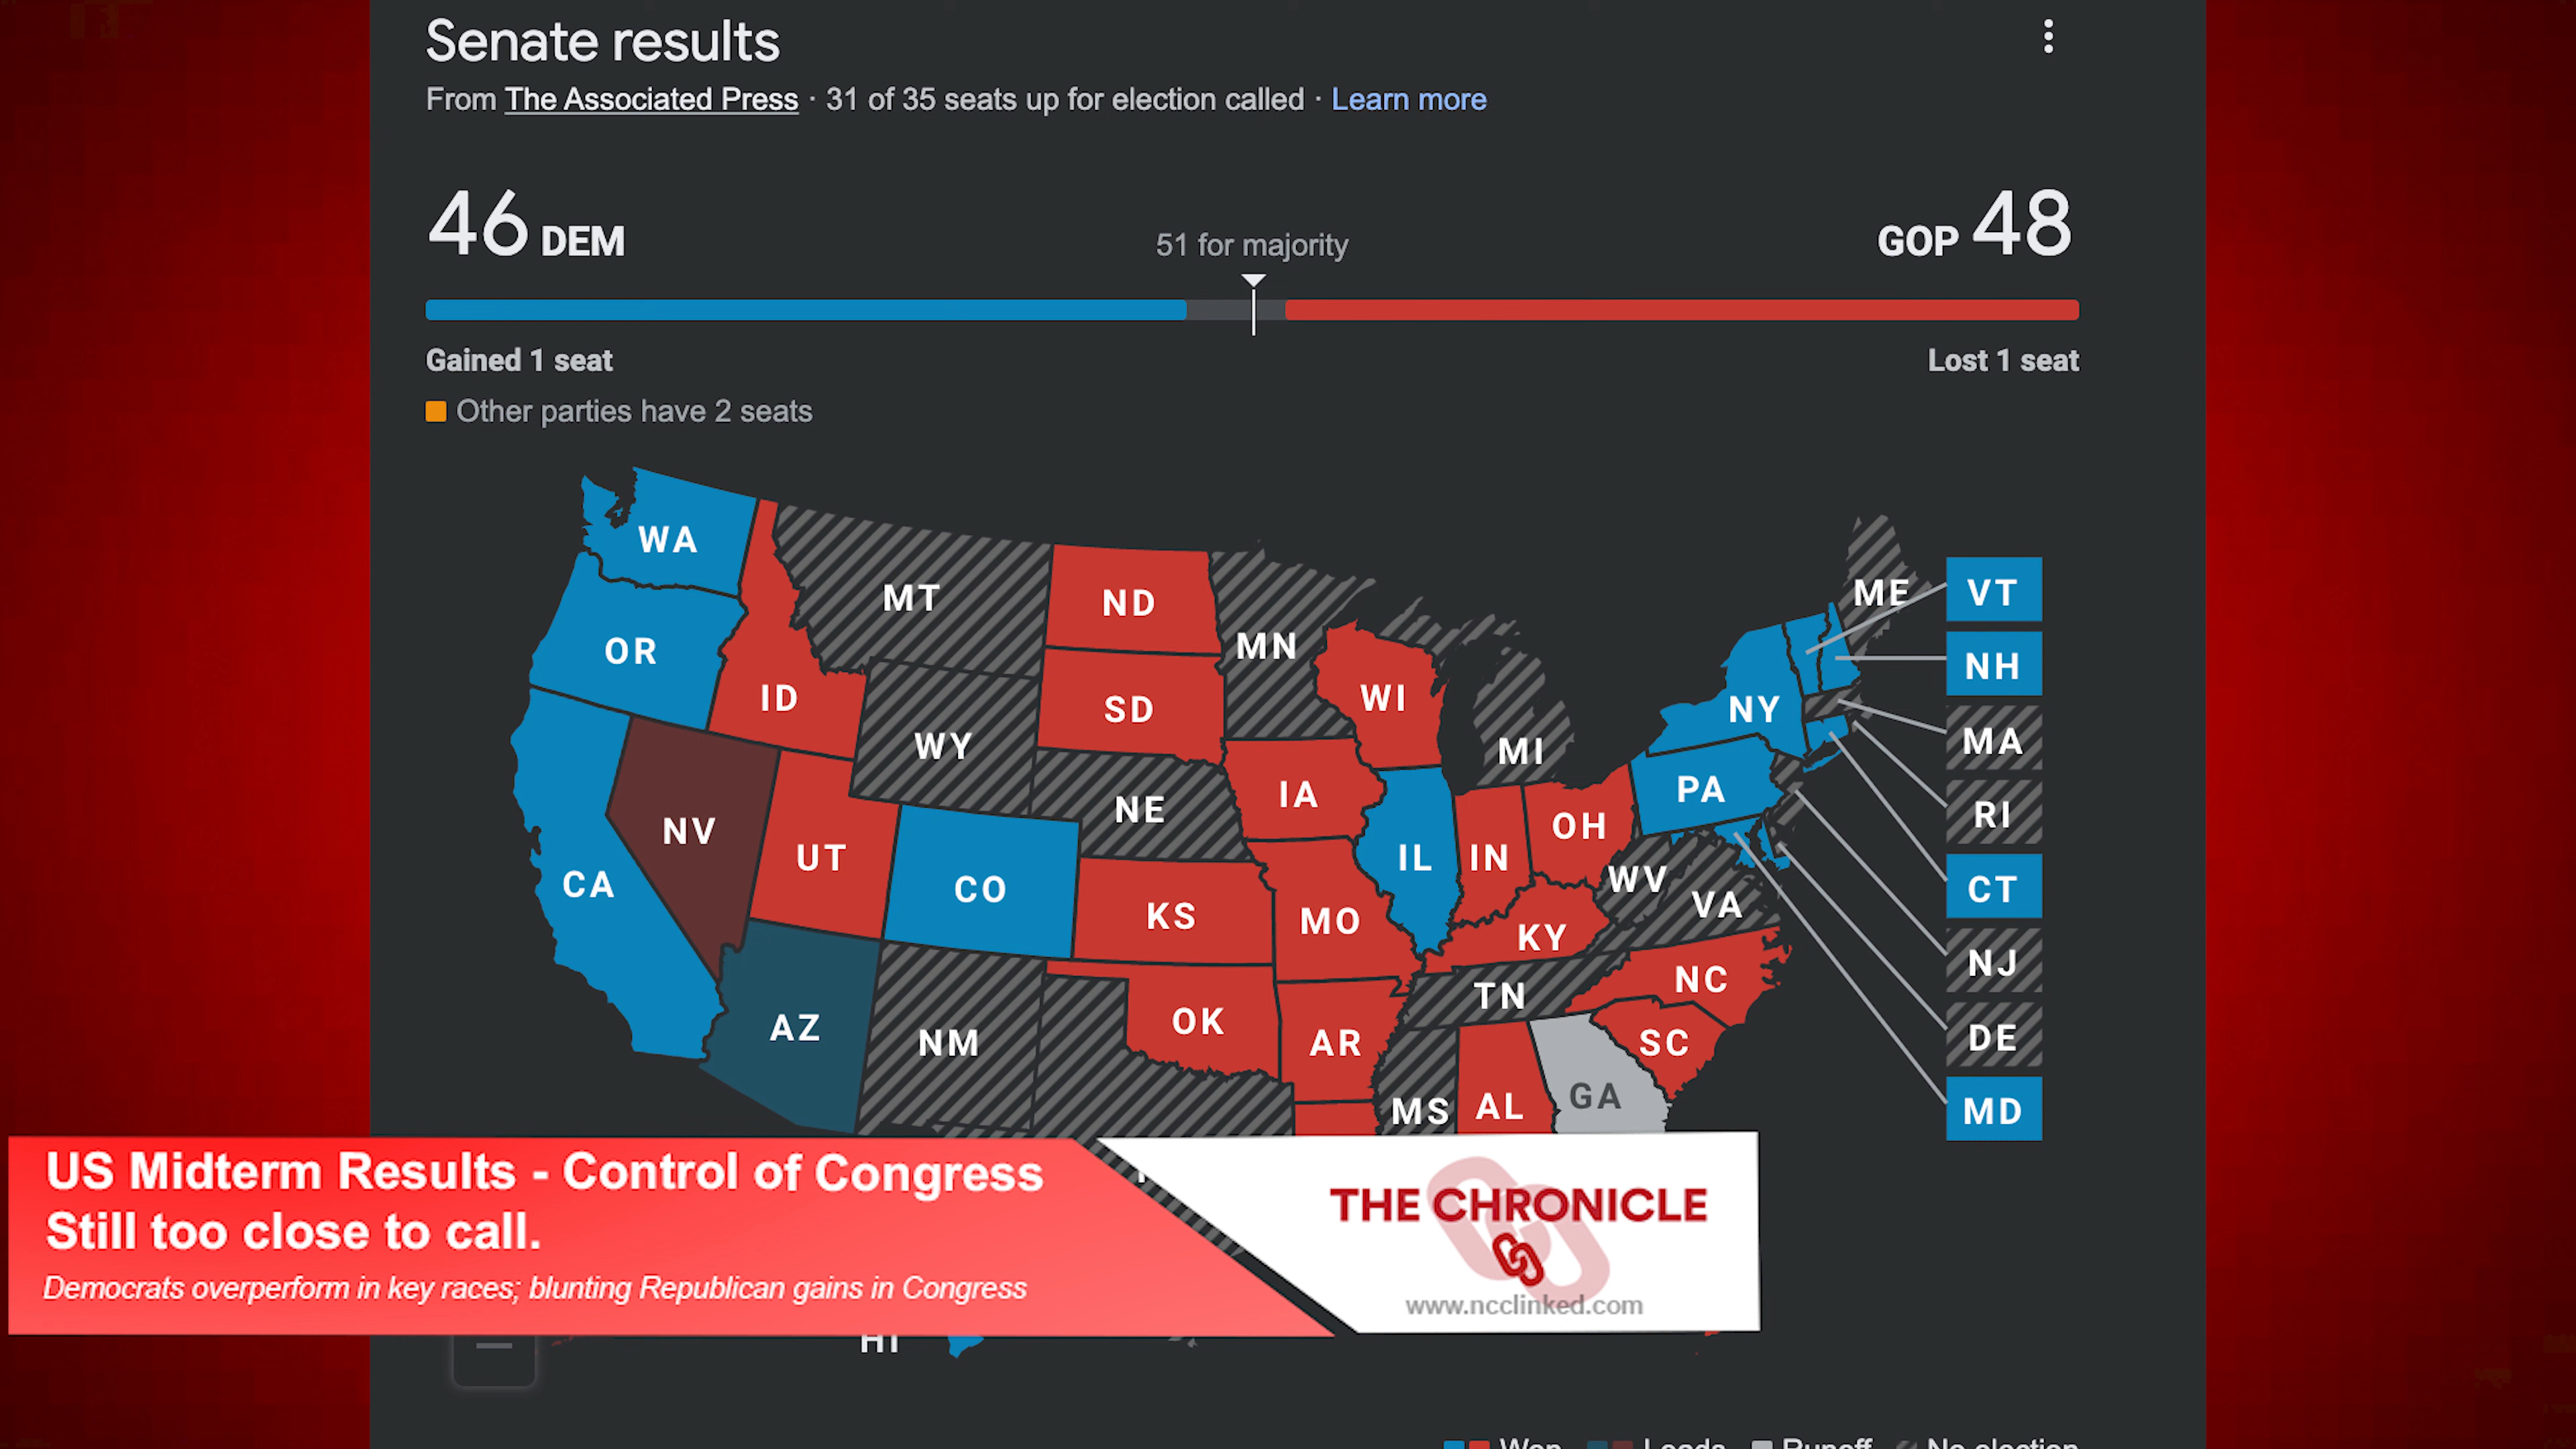 Senate results
From The Associated Press · 31 of 35 seats up for election called · Learn more
46 DEM
51 for majority
GOP 48
Gained 1 seat
Lost 1 seat
Other parties have 2 seats
WA
MT
ND
MN
ME
VT
OR
ID
SD
WI
NH
WY
MI
NY
MA
NV
NE
IA
PA
RI
UT
CO
IL
IN
OH
CT
CA
KS
MO
KY
WV
VA
NJ
AZ
NM
OK
AR
TN
NC
DE
MS
AL
GA
SC
MD
US Midterm Results - Control of Congress
Still too close to call.
Democrats overperform in key races; blunting Republican gains in Congress
THE CHRONICLE
www.ncclinked.com
HI
Won Leads Runoff No election